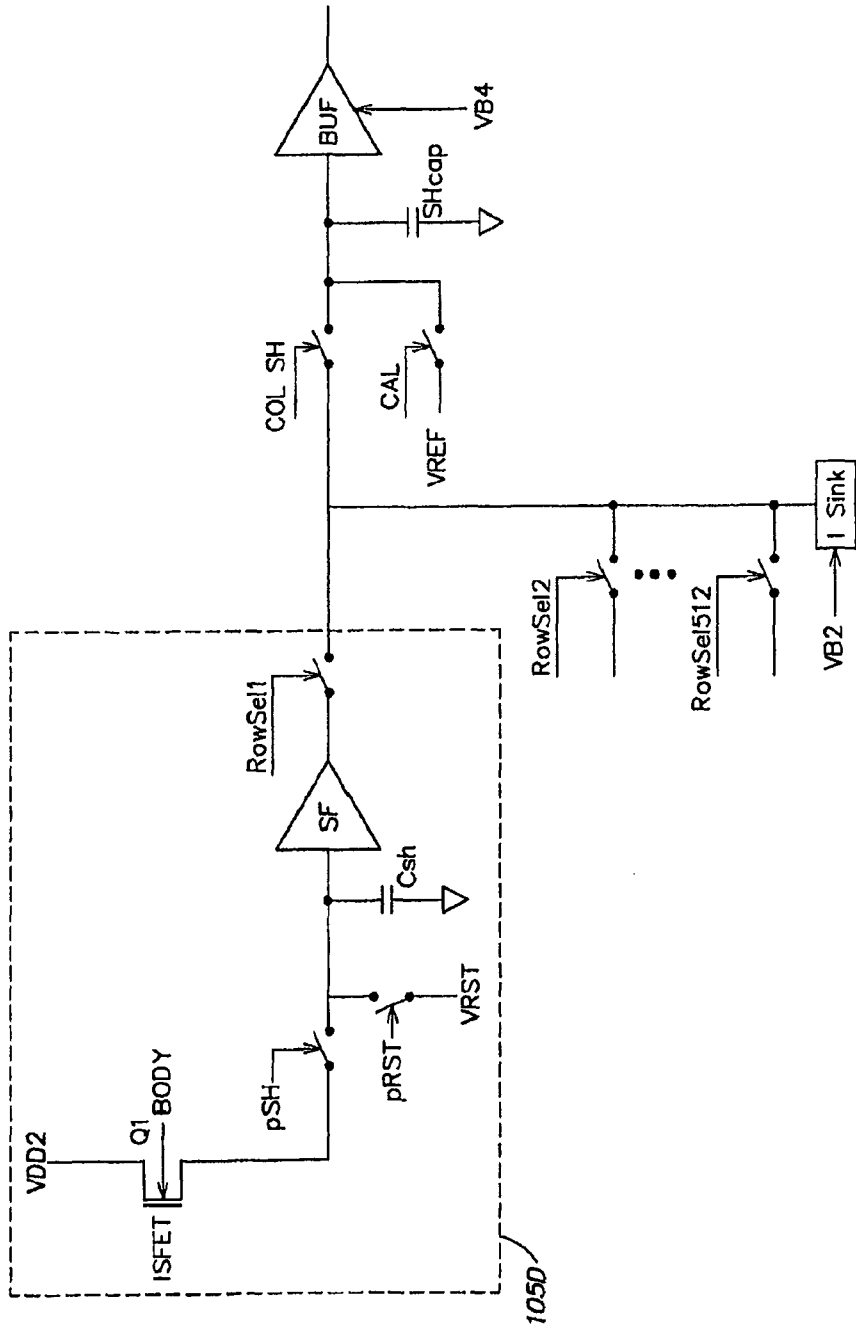 VDD2
Q1
BODY
ISFET
pSH
pRST
VRST
Csh
SF
RowSel1
105D
COL SH
CAL
VREF
SHcap
BUF
VB4
RowSel2
RowSel512
VB2
I Sink